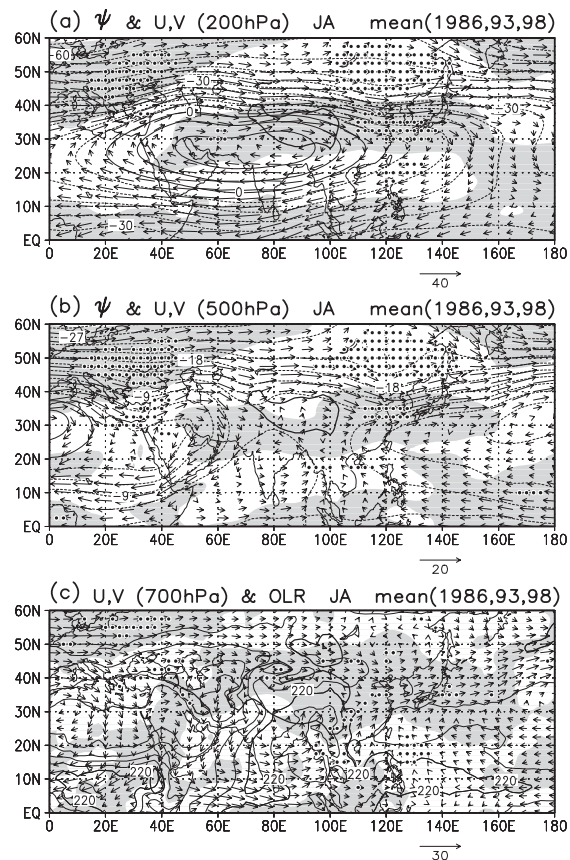 (a) ψ & U,V (200hPa) JA mean(1986,93,98)
60N
50N
40N
30N
20N
10N
EQ
-60
-30
0
-30
0
-30
0 20E 40E 60E 80E 100E 120E 140E 160E 180
40
(b) ψ & U,V (500hPa) JA mean(1986,93,98)
60N
50N
40N
30N
20N
10N
EQ
-27
-18
-18
-9
-9
0 20E 40E 60E 80E 100E 120E 140E 160E 180
20
(c) U,V (700hPa) & OLR JA mean(1986,93,98)
60N
50N
40N
30N
20N
10N
EQ
220
220
220
220
220
220
220
0 20E 40E 60E 80E 100E 120E 140E 160E 180
30